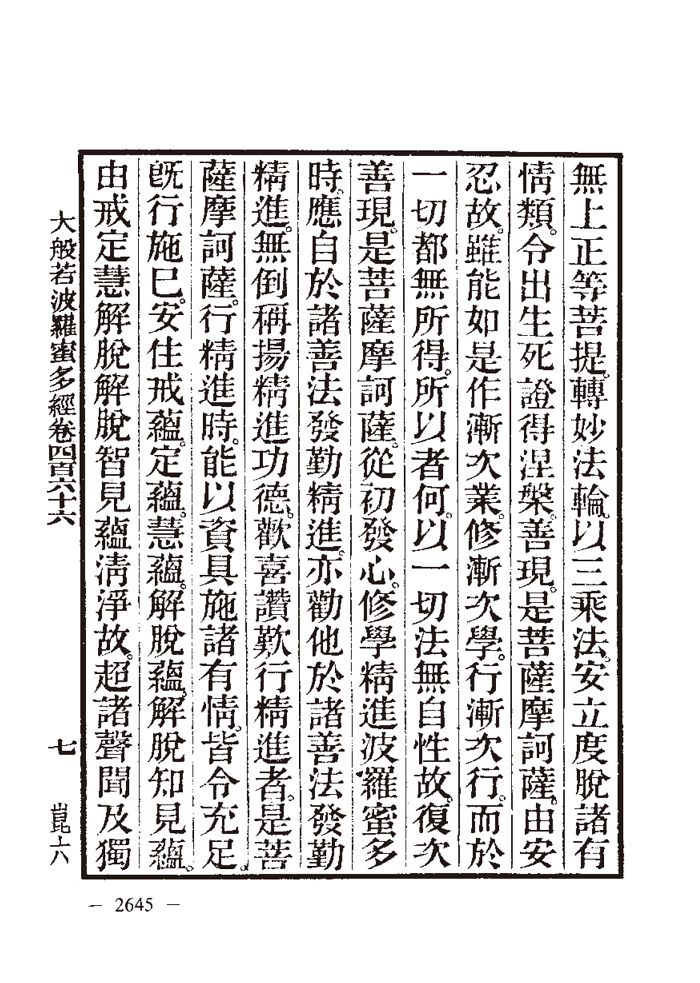 無上正等菩提。轉妙法輪。以三乘法。安立度脫諸有
情類。令出生死證得涅槃。善現。是菩薩摩訶薩。由安
忍故。雖能如是作漸次業。修漸次學。行漸次行。而於
一切都無所得。所以者何。以一切法無自性故。復次
善現。是菩薩摩訶薩。從初發心。修學精進波羅蜜多
時。應自於諸善法發勤精進。亦勸他於諸善法發勤
精進。無倒稱揚精進功德。歡喜讚歎行精進者。是菩
薩摩訶薩。行精進時。能以資具施諸有情。皆令充足。
旣行施巳。安住戒蘊。定蘊。慧蘊。解脫蘊。解脫知見蘊。
由戒定慧解脫解脫智見蘊淸淨故。超諸聲聞及獨
大般若波羅蜜多經卷四百六十六 七 崑六
— 2645 —